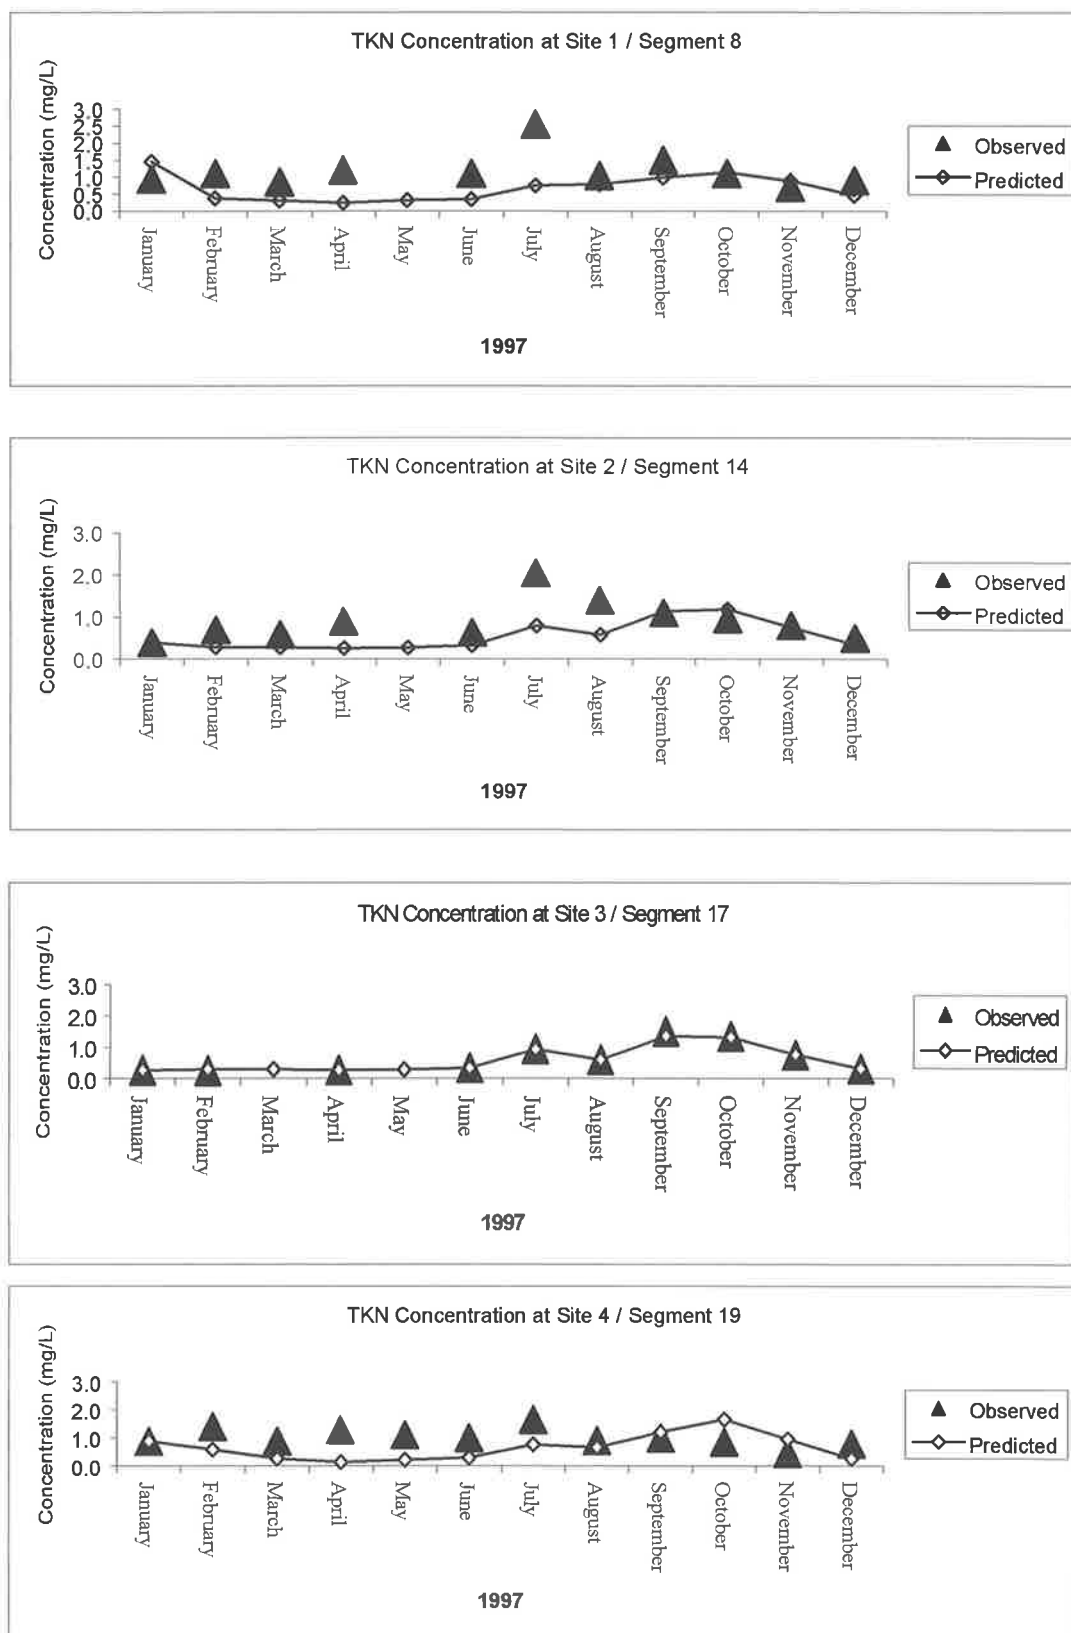 TKN Concentration at Site 1 / Segment 8
Concentration (mg/L)
3.0
2.5
2.0
1.5
1.0
0.5
0.0
January
February
March
April
May
June
July
August
September
October
November
December
1997
Observed
Predicted
TKN Concentration at Site 2 / Segment 14
Concentration (mg/L)
3.0
2.0
1.0
0.0
January
February
March
April
May
June
July
August
September
October
November
December
1997
Observed
Predicted
TKN Concentration at Site 3 / Segment 17
Concentration (mg/L)
3.0
2.0
1.0
0.0
January
February
March
April
May
June
July
August
September
October
November
December
1997
Observed
Predicted
TKN Concentration at Site 4 / Segment 19
Concentration (mg/L)
3.0
2.0
1.0
0.0
January
February
March
April
May
June
July
August
September
October
November
December
1997
Observed
Predicted